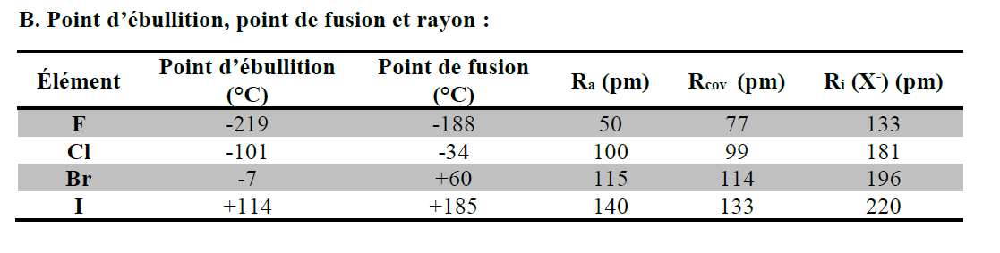 B. Point d’ébullition, point de fusion et rayon :
Élément Point d’ébullition (°C) Point de fusion (°C) Ra (pm) Rcov (pm) Ri (X-) (pm)
F -219 -188 50 77 133
Cl -101 -34 100 99 181
Br -7 +60 115 114 196
I +114 +185 140 133 220